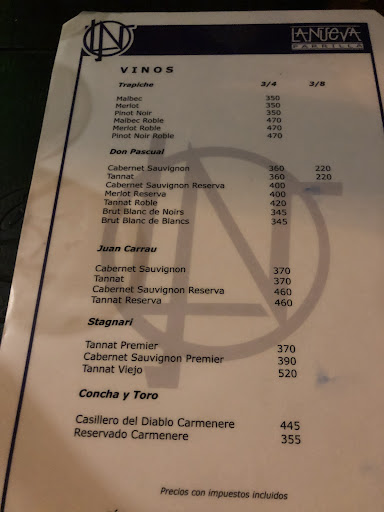 LN
LA NUEVA
PARRILLA
VINOS
Trapiche 3/4 3/8
Malbec 350
Merlot 350
Pinot Noir 350
Malbec Roble 470
Merlot Roble 470
Pinot Noir Roble 470
Don Pascual
Cabernet Sauvignon 360 220
Tannat 360 220
Cabernet Sauvignon Reserva 400
Merlot Reserva 400
Tannat Roble 420
Brut Blanc de Noirs 345
Brut Blanc de Blancs 345
Juan Carrau
Cabernet Sauvignon 370
Tannat 370
Cabernet Sauvignon Reserva 460
Tannat Reserva 460
Stagnari
Tannat Premier 370
Cabernet Sauvignon Premier 390
Tannat Viejo 520
Concha y Toro
Casillero del Diablo Carmenere 445
Reservado Carmenere 355
Precios con impuestos incluidos